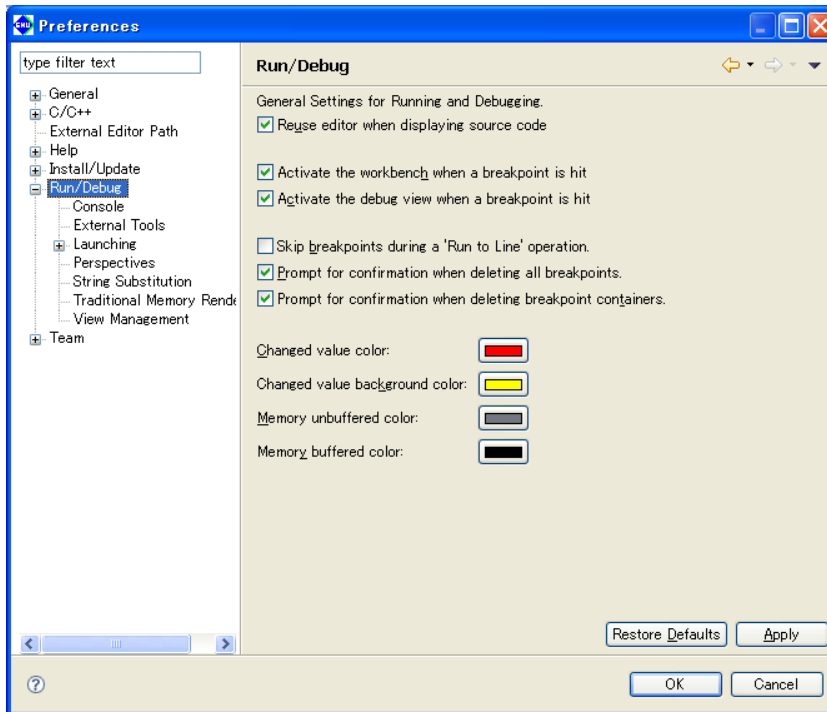 Preferences
type filter text
General
C/C++
External Editor Path
Help
Install/Update
Run/Debug
Console
External Tools
Launching
Perspectives
String Substitution
Traditional Memory Rende
View Management
Team
Run/Debug
General Settings for Running and Debugging.
Reuse editor when displaying source code
Activate the workbench when a breakpoint is hit
Activate the debug view when a breakpoint is hit
Skip breakpoints during a 'Run to Line' operation.
Prompt for confirmation when deleting all breakpoints.
Prompt for confirmation when deleting breakpoint containers.
Changed value color:
Changed value background color:
Memory unbuffered color:
Memory buffered color:
Restore Defaults Apply
OK Cancel